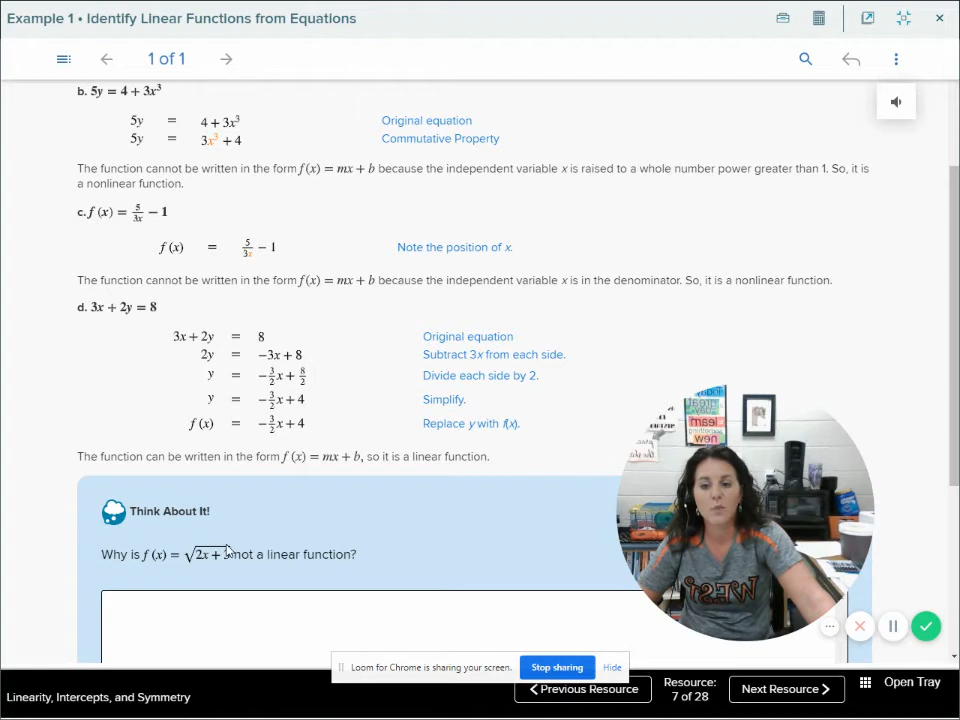 Example 1 • Identify Linear Functions from Equations
1 of 1
b. 5y = 4 + 3x³
5y = 4 + 3x³ Original equation
5y = 3x³ + 4 Commutative Property
The function cannot be written in the form f (x) = mx + b because the independent variable x is raised to a whole number power greater than 1. So, it is
a nonlinear function.
c. f (x) = 5/3x − 1
f (x) = 5/3x − 1 Note the position of x.
The function cannot be written in the form f (x) = mx + b because the independent variable x is in the denominator. So, it is a nonlinear function.
d. 3x + 2y = 8
3x + 2y = 8 Original equation
2y = −3x + 8 Subtract 3x from each side.
y = −3/2x + 8/2 Divide each side by 2.
y = −3/2x + 4 Simplify.
f (x) = −3/2x + 4 Replace y with f(x).
The function can be written in the form f (x) = mx + b, so it is a linear function.
Think About It!
Why is f (x) = √2x + not a linear function?
today
great
day
learn
something
new
WEST
Loom for Chrome is sharing your screen. Stop sharing Hide
Linearity, Intercepts, and Symmetry
Previous Resource
Resource:
7 of 28
Next Resource
Open Tray